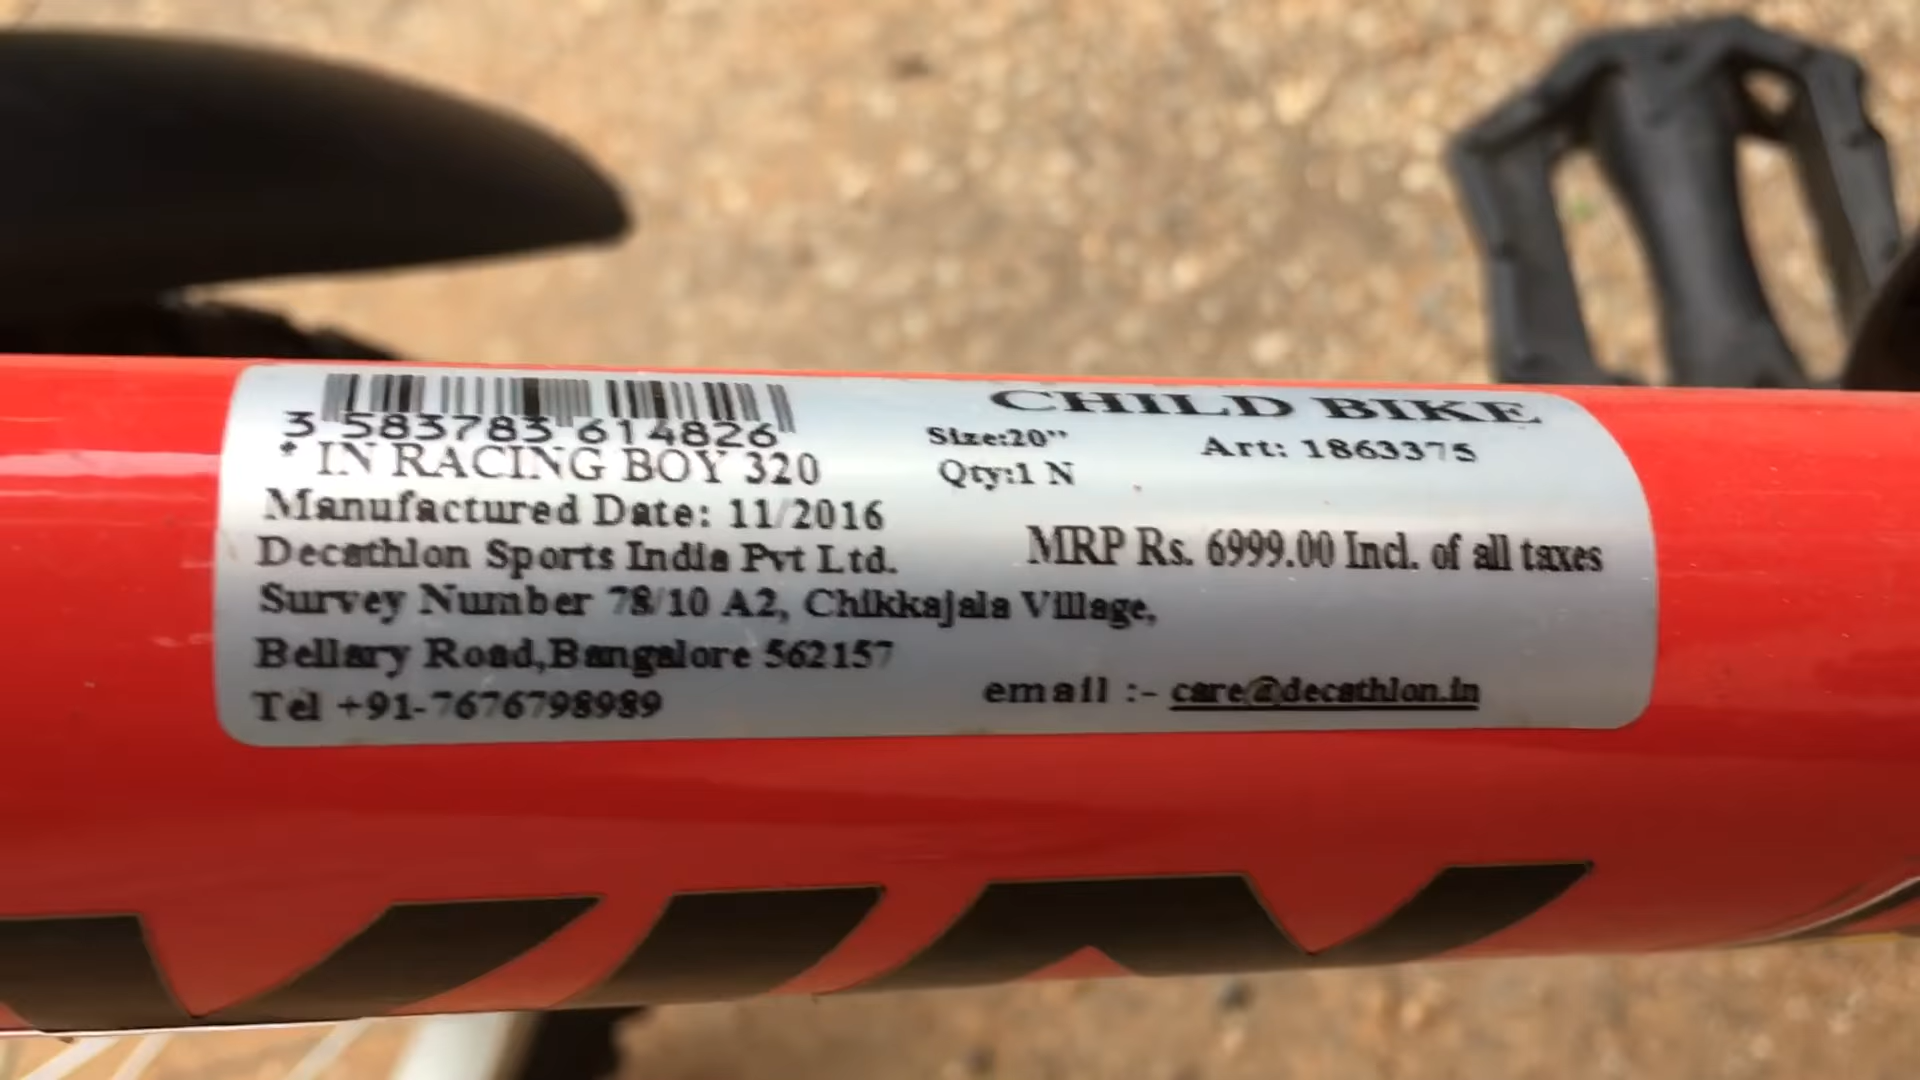 CHILD BIKE
3 583783 614826
Size:20" Art: 1863375
* IN RACING BOY 320
Qty:1 N
Manufactured Date: 11/2016
Decathlon Sports India Pvt Ltd.
MRP Rs. 6999.00 Incl. of all taxes
Survey Number 78/10 A2, Chikkajala Village,
Bellary Road,Bangalore 562157
Tel +91-7676798989
email :- care@decathlon.in